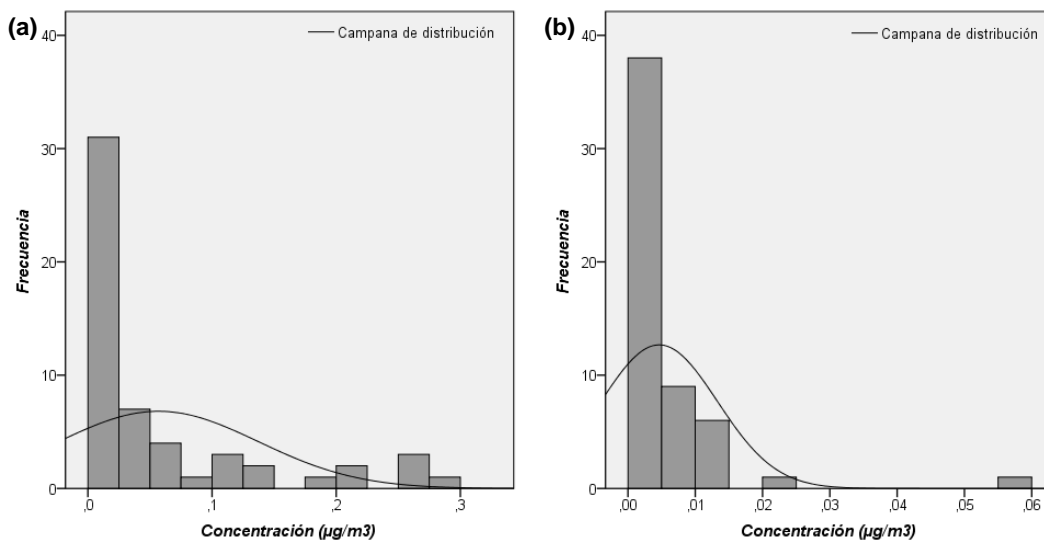 (a)
Campana de distribución
40
30
20
10
0
Frecuencia
,0
,1
,2
,3
Concentración (µg/m3)
(b)
Campana de distribución
40
30
20
10
0
Frecuencia
,00
,01
,02
,03
,04
,05
,06
Concentración (µg/m3)